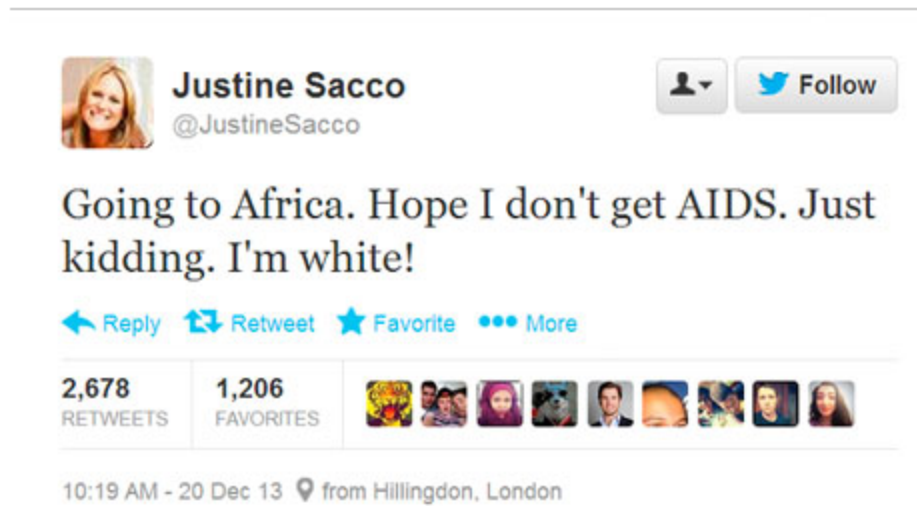 Justine Sacco
Follow
@JustineSacco
Going to Africa. Hope I don't get AIDS. Just
kidding. I'm white!
Reply Retweet Favorite More
2,678 1,206
RETWEETS FAVORITES
10:19 AM - 20 Dec 13 from Hillingdon, London